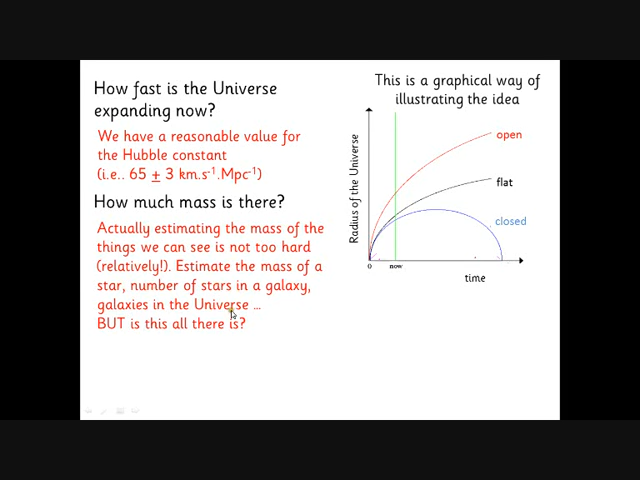 How fast is the Universe
expanding now?
We have a reasonable value for
the Hubble constant
(i.e.. 65 ± 3 km.s⁻¹.Mpc⁻¹)
How much mass is there?
Actually estimating the mass of the
things we can see is not too hard
(relatively!). Estimate the mass of a
star, number of stars in a galaxy,
galaxies in the Universe ...
BUT is this all there is?
This is a graphical way of
illustrating the idea
Radius of the Universe
open
flat
closed
0
now
time